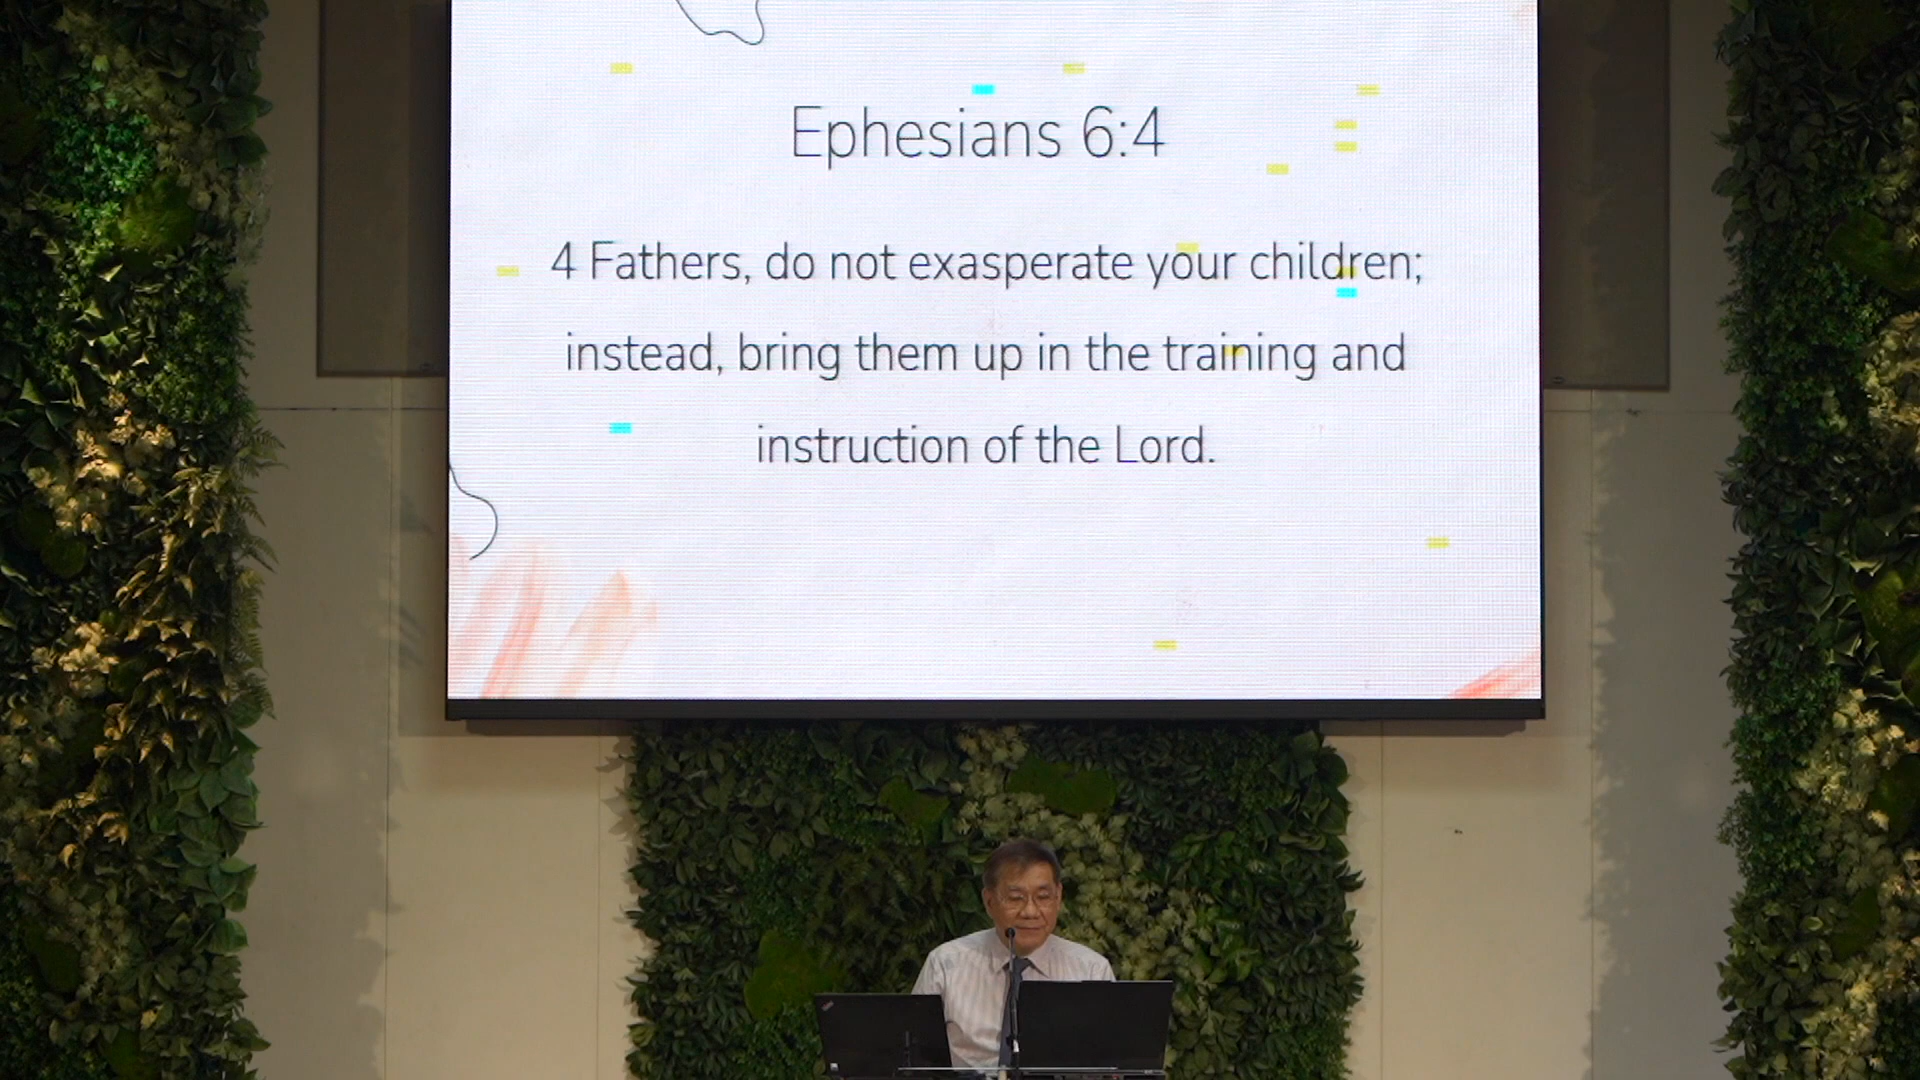 Ephesians 6:4
4 Fathers, do not exasperate your children;
instead, bring them up in the training and
instruction of the Lord.